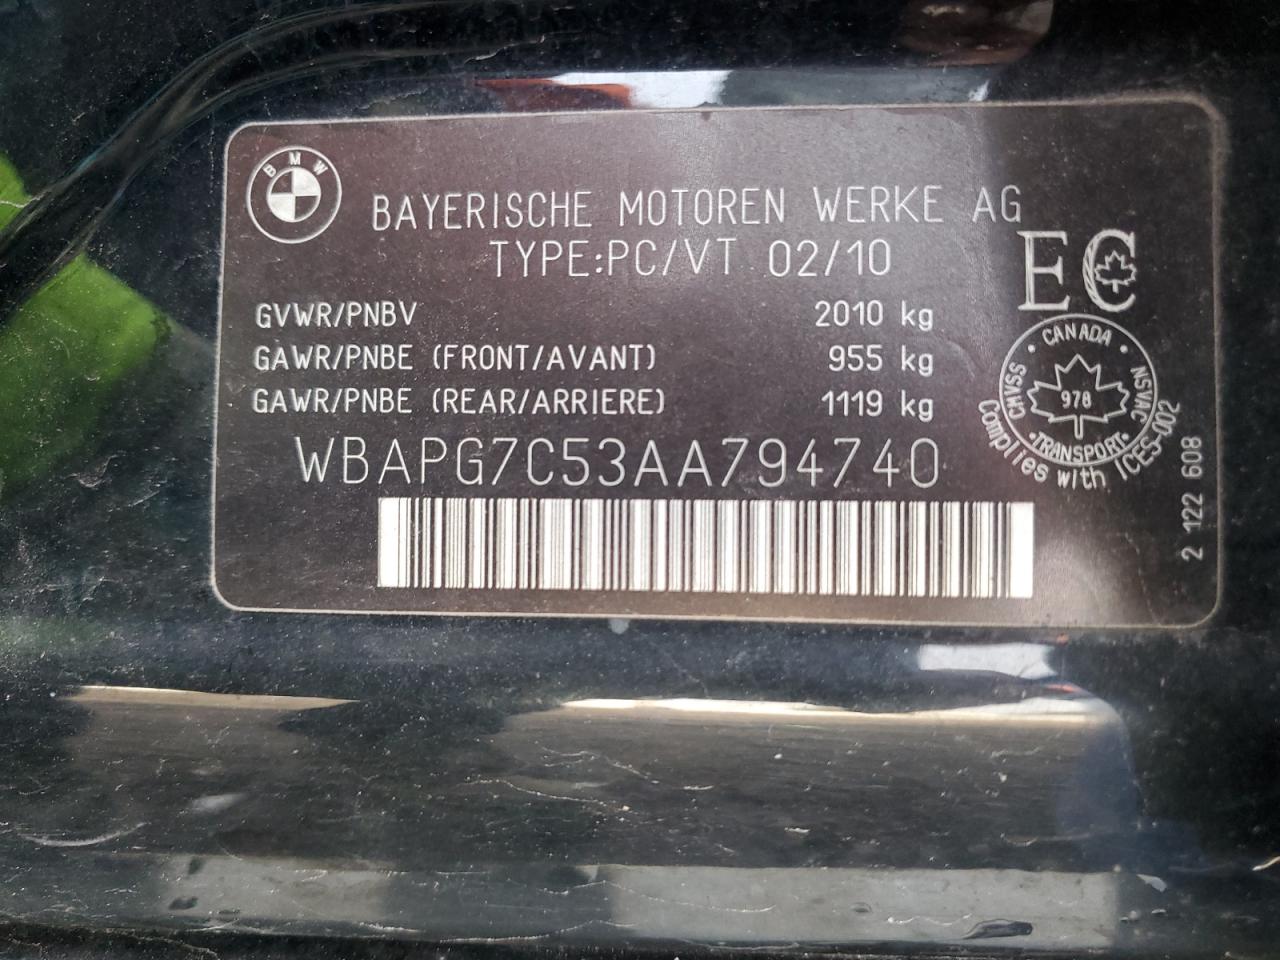 BMW
BAYERISCHE MOTOREN WERKE AG
TYPE:PC/VT 02/10
EC
GVWR/PNBV 2010 kg
GAWR/PNBE (FRONT/AVANT) 955 kg
GAWR/PNBE (REAR/ARRIERE) 1119 kg
WBAPG7C53AA794740
CMVSS • CANADA • NSVAC
978
• TRANSPORT •
Complies with ICES-002
2 122 608